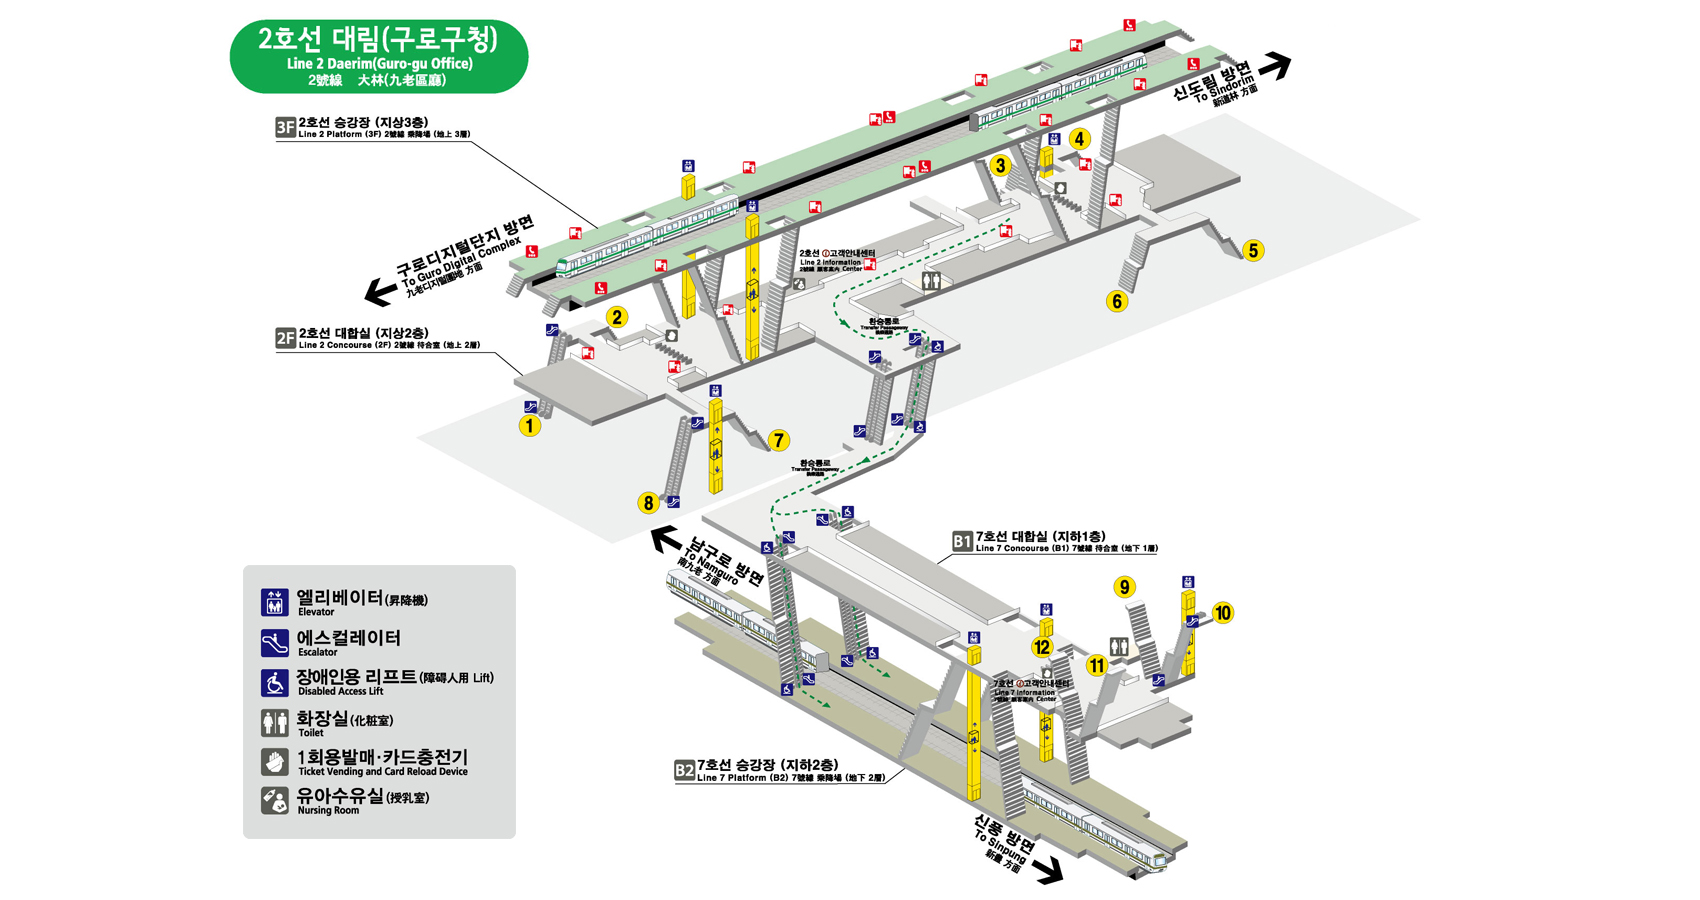 2호선 대림(구로구청)
Line 2 Daerim(Guro-gu Office)
2號線 大林(九老區廳)
3F 2호선 승강장 (지상3층)
Line 2 Platform (3F) 2號線 乘降場 (地上 3層)
신도림 방면
To Sindorim
新道林 方面
구로디지털단지 방면
To Guro Digital Complex
九老디지털團地 方面
3
4
5
6
2호선 고객안내센터
Line 2 Information
2號線 顧客案内 Center
2
2F 2호선 대합실 (지상2층)
Line 2 Concourse (2F) 2號線 待合室 (地上 2層)
환승통로
Transfer Passageway
換乘通路
1
7
8
환승통로
Transfer Passageway
換乘通路
남구로 방면
To Namguro
南九老 方面
B1 7호선 대합실 (지하1층)
Line 7 Concourse (B1) 7號線 待合室 (地下 1層)
9
10
12
11
7호선 고객안내센터
Line 7 Information
7號線 顧客案内 Center
B2 7호선 승강장 (지하2층)
Line 7 Platform (B2) 7號線 乘降場 (地下 2層)
신풍 방면
To Sinpung
新豊 方面
엘리베이터(昇降機)
Elevator
에스컬레이터
Escalator
장애인용 리프트(障碍人用 Lift)
Disabled Access Lift
화장실(化粧室)
Toilet
1회용발매·카드충전기
Ticket Vending and Card Reload Device
유아수유실(授乳室)
Nursing Room